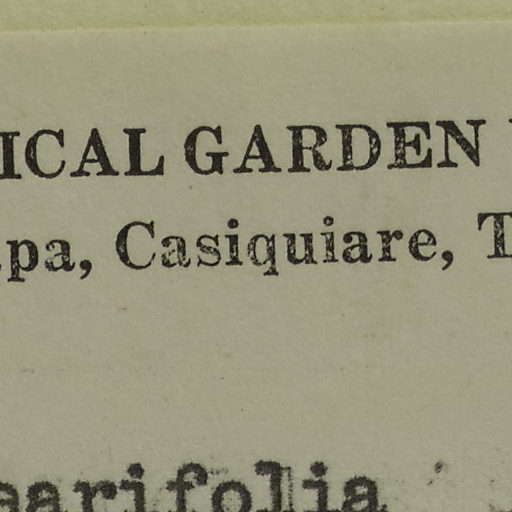 ICAL GARDEN
pa, Casiquiare, T
arifolia